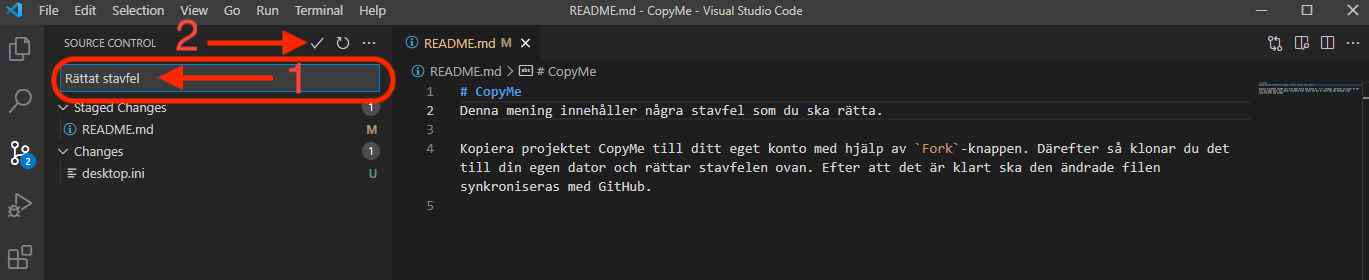 File Edit Selection View Go Run Terminal Help README.md - CopyMe - Visual Studio Code
SOURCE CONTROL 2
README.md M
Rättat stavfel 1
README.md > # CopyMe
Staged Changes 1
README.md M
Changes 1
desktop.ini U
2
1 # CopyMe
2 Denna mening innehåller några stavfel som du ska rätta.
3
4 Kopiera projektet CopyMe till ditt eget konto med hjälp av `Fork`-knappen. Därefter så klonar du det
till din egen dator och rättar stavfelen ovan. Efter att det är klart ska den ändrade filen
synkroniseras med GitHub.
5